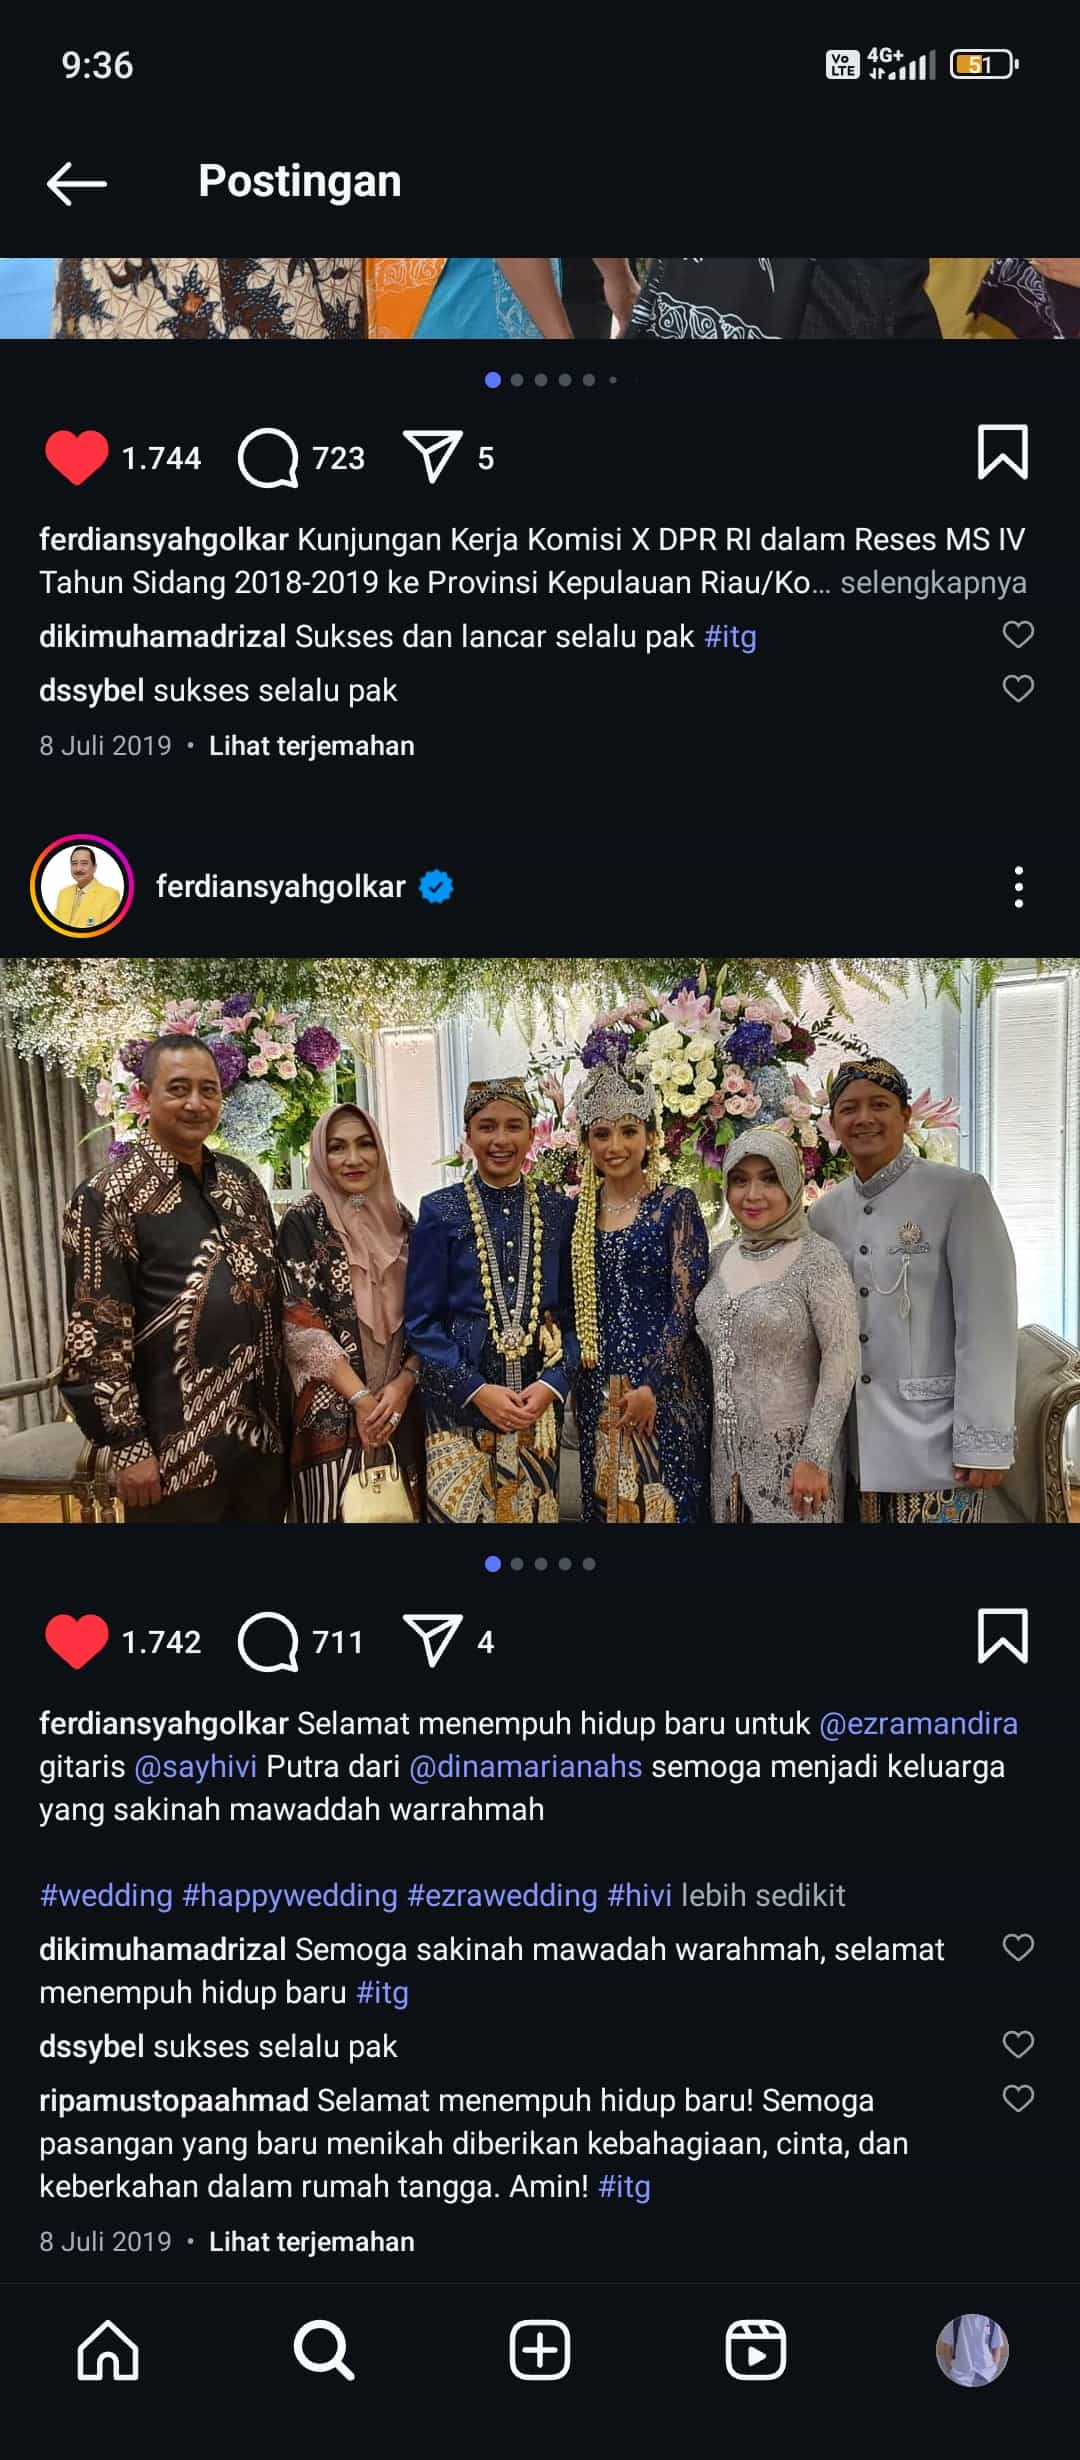 9:36
Vo LTE 4G+ 51
Postingan
1.744 723 5
ferdiansyahgolkar Kunjungan Kerja Komisi X DPR RI dalam Reses MS IV
Tahun Sidang 2018-2019 ke Provinsi Kepulauan Riau/Ko... selengkapnya
dikimuhamadrizal Sukses dan lancar selalu pak #itg
dssybel sukses selalu pak
8 Juli 2019 • Lihat terjemahan
ferdiansyahgolkar
1.742 711 4
ferdiansyahgolkar Selamat menempuh hidup baru untuk @ezramandira
gitaris @sayhivi Putra dari @dinamarianahs semoga menjadi keluarga
yang sakinah mawaddah warrahmah
#wedding #happywedding #ezrawedding #hivi lebih sedikit
dikimuhamadrizal Semoga sakinah mawadah warahmah, selamat
menempuh hidup baru #itg
dssybel sukses selalu pak
ripamustopaahmad Selamat menempuh hidup baru! Semoga
pasangan yang baru menikah diberikan kebahagiaan, cinta, dan
keberkahan dalam rumah tangga. Amin! #itg
8 Juli 2019 • Lihat terjemahan